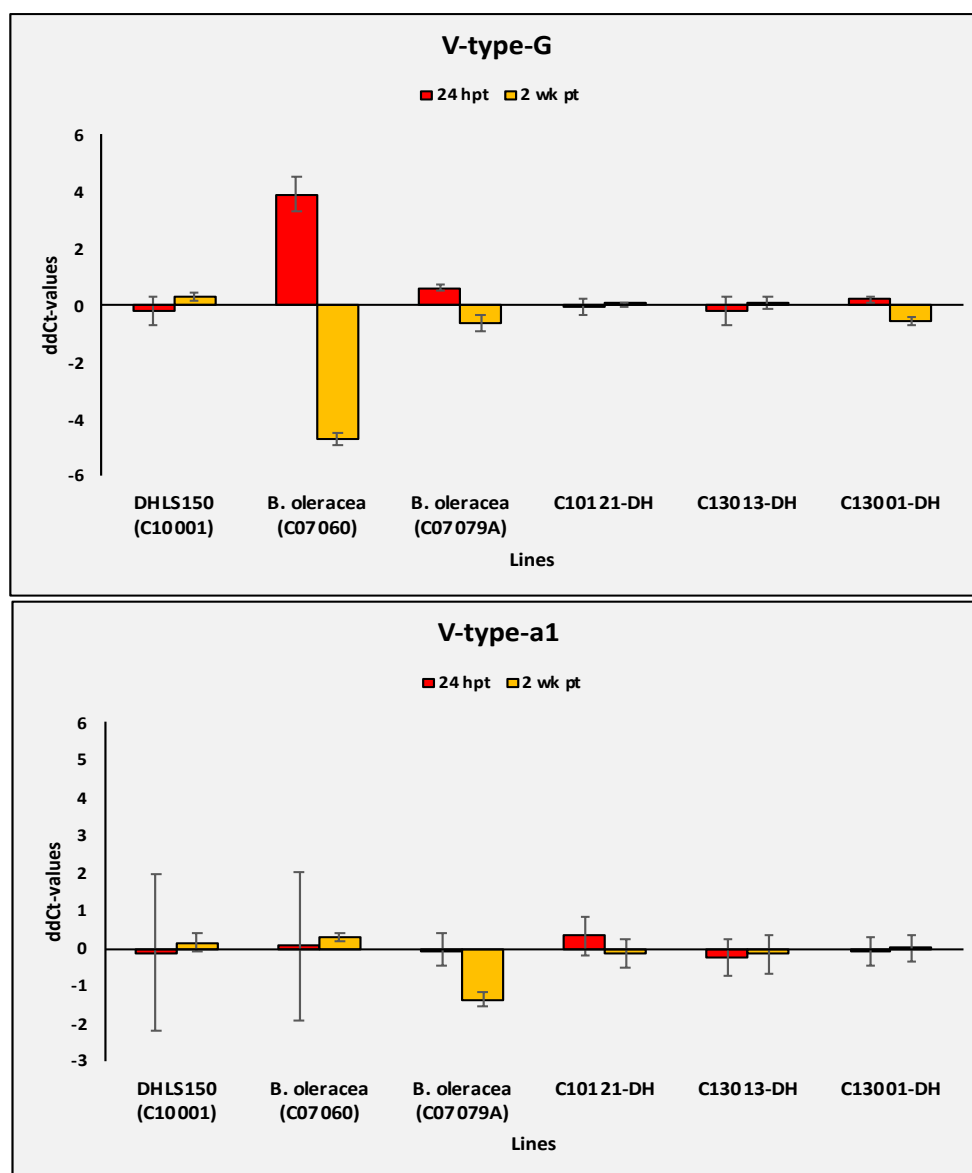 V-type-G
24 hpt 2 wk pt
6
4
2
0
-2
-4
-6
ddCt-values
DHLS150 (C10001)
B. oleracea (C07060)
B. oleracea (C07079A)
C10121-DH
C13013-DH
C13001-DH
Lines
V-type-a1
24 hpt 2 wk pt
6
5
4
3
2
1
0
-1
-2
-3
ddCt-values
DHLS150 (C10001)
B. oleracea (C07060)
B. oleracea (C07079A)
C10121-DH
C13013-DH
C13001-DH
Lines